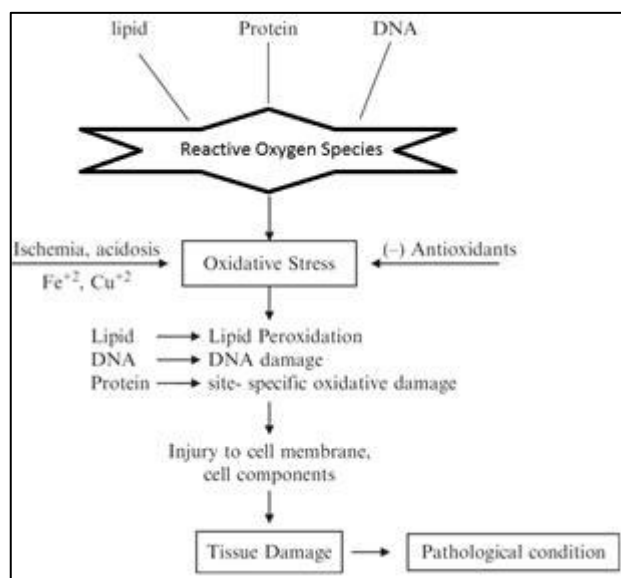 lipid Protein DNA
Reactive Oxygen Species
Ischemia, acidosis
Fe+2, Cu+2
Oxidative Stress
(–) Antioxidants
Lipid Lipid Peroxidation
DNA DNA damage
Protein site- specific oxidative damage
Injury to cell membrane,
cell components
Tissue Damage Pathological condition